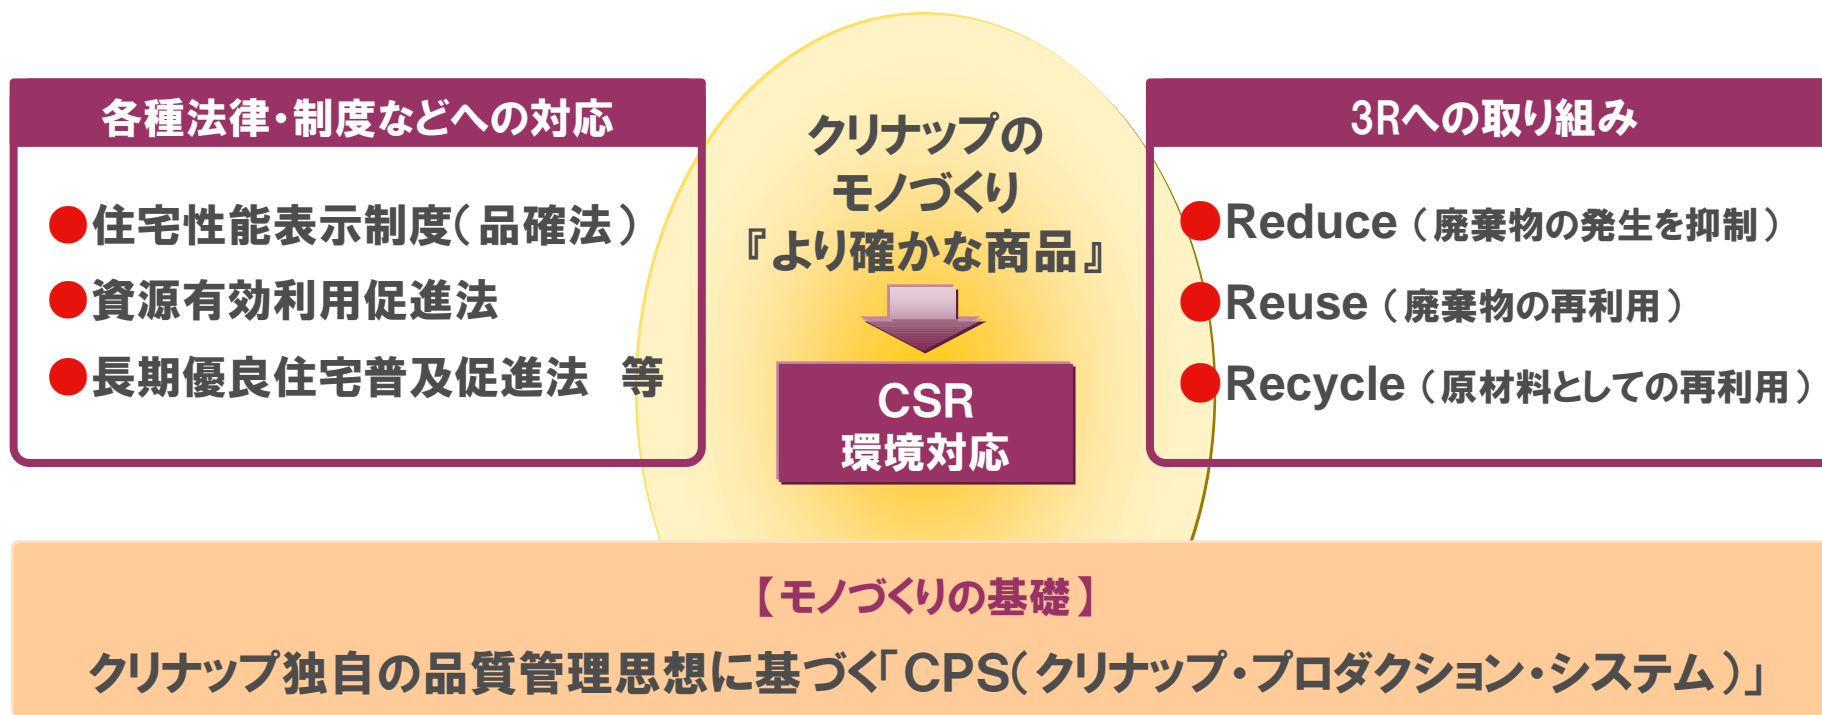 各種法律・制度などへの対応
●住宅性能表示制度（品確法）
●資源有効利用促進法
●長期優良住宅普及促進法　等
クリナップの
モノづくり
『より確かな商品』
CSR
環境対応
3Rへの取り組み
●Reduce（廃棄物の発生を抑制）
●Reuse（廃棄物の再利用）
●Recycle（原材料としての再利用）
【モノづくりの基礎】
クリナップ独自の品質管理思想に基づく「CPS（クリナップ・プロダクション・システム）」